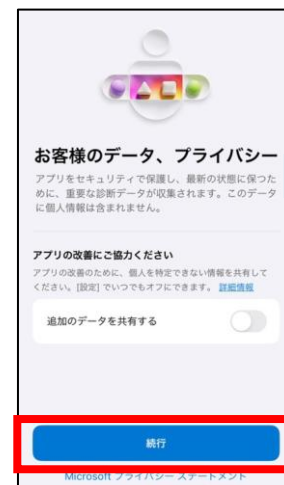 お客様のデータ、プライバシー
アプリをセキュリティで保護し、最新の状態に保つた
めに、重要な診断データが収集されます。このデータ
に個人情報は含まれません。
アプリの改善にご協力ください
アプリの改善のために、個人を特定できない情報を共有して
ください。[設定] でいつでもオフにできます。 詳細情報
追加のデータを共有する
続行
Microsoft プライバシー ステートメント